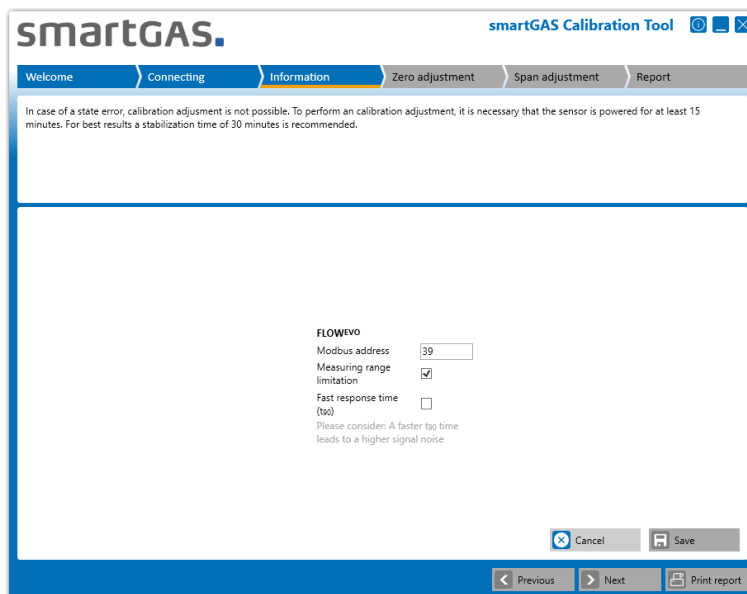 smartGAS.
smartGAS Calibration Tool
Welcome
Connecting
Information
Zero adjustment
Span adjustment
Report
In case of a state error, calibration adjusment is not possible. To perform an calibration adjustment, it is necessary that the sensor is powered for at least 15
minutes. For best results a stabilization time of 30 minutes is recommended.
FLOWEVO
Modbus address
39
Measuring range
limitation
Fast response time
(t90)
Please consider: A faster t90 time
leads to a higher signal noise
Cancel
Save
Previous
Next
Print report